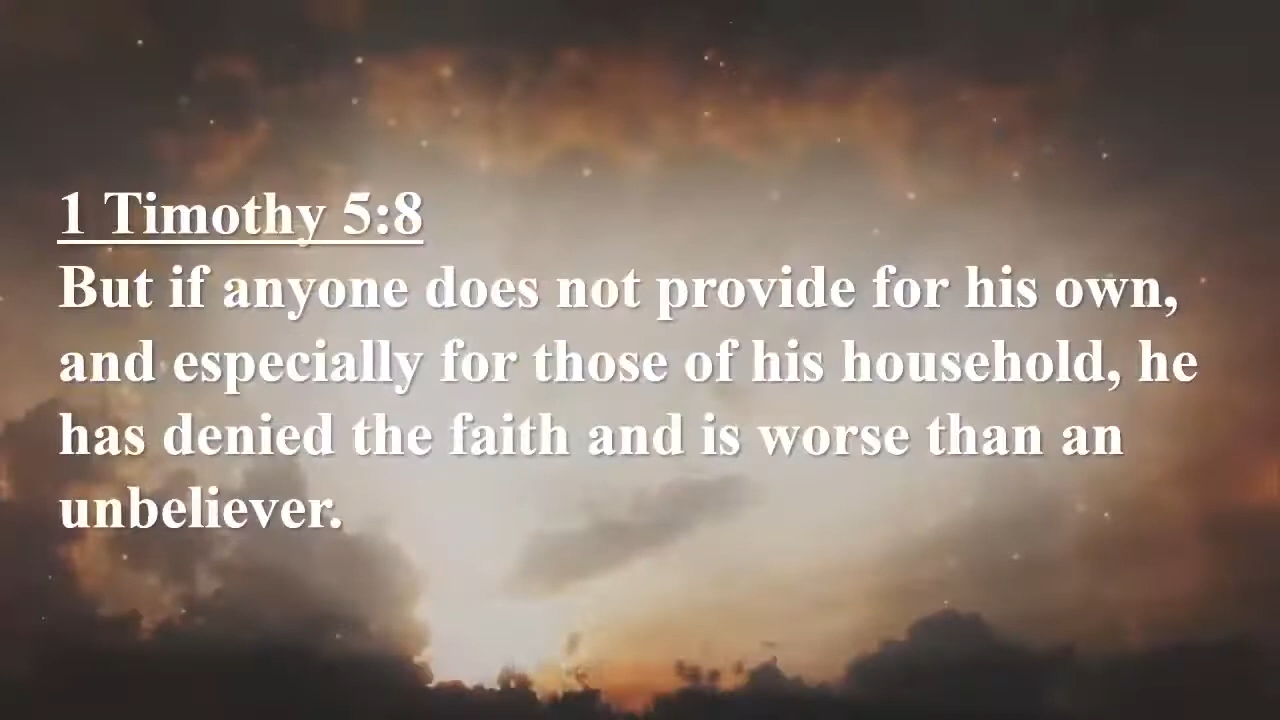 1 Timothy 5:8
But if anyone does not provide for his own,
and especially for those of his household, he
has denied the faith and is worse than an
unbeliever.